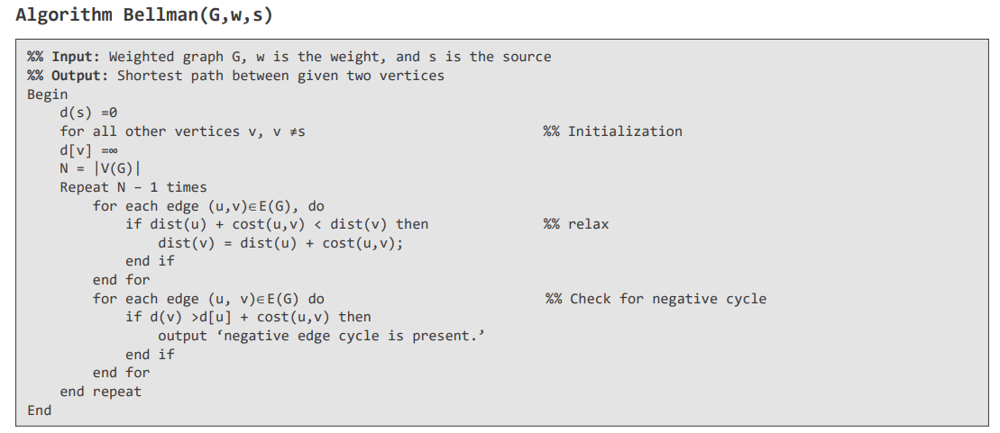 Algorithm Bellman(G,w,s)
%% Input: Weighted graph G, w is the weight, and s is the source
%% Output: Shortest path between given two vertices
Begin
d(s) =0
for all other vertices v, v ≠s %% Initialization
d[v] =∞
N = |V(G)|
Repeat N – 1 times
for each edge (u,v)∈E(G), do
if dist(u) + cost(u,v) < dist(v) then %% relax
dist(v) = dist(u) + cost(u,v);
end if
end for
for each edge (u, v)∈E(G) do %% Check for negative cycle
if d(v) >d[u] + cost(u,v) then
output ‘negative edge cycle is present.’
end if
end for
end repeat
End